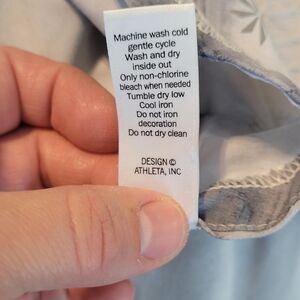 Machine wash cold
gentle cycle
Wash and dry
inside out
Only non-chlorine
bleach when needed
Tumble dry low
Cool iron
Do not iron
decoration
Do not dry clean
DESIGN ©
ATHLETA, INC